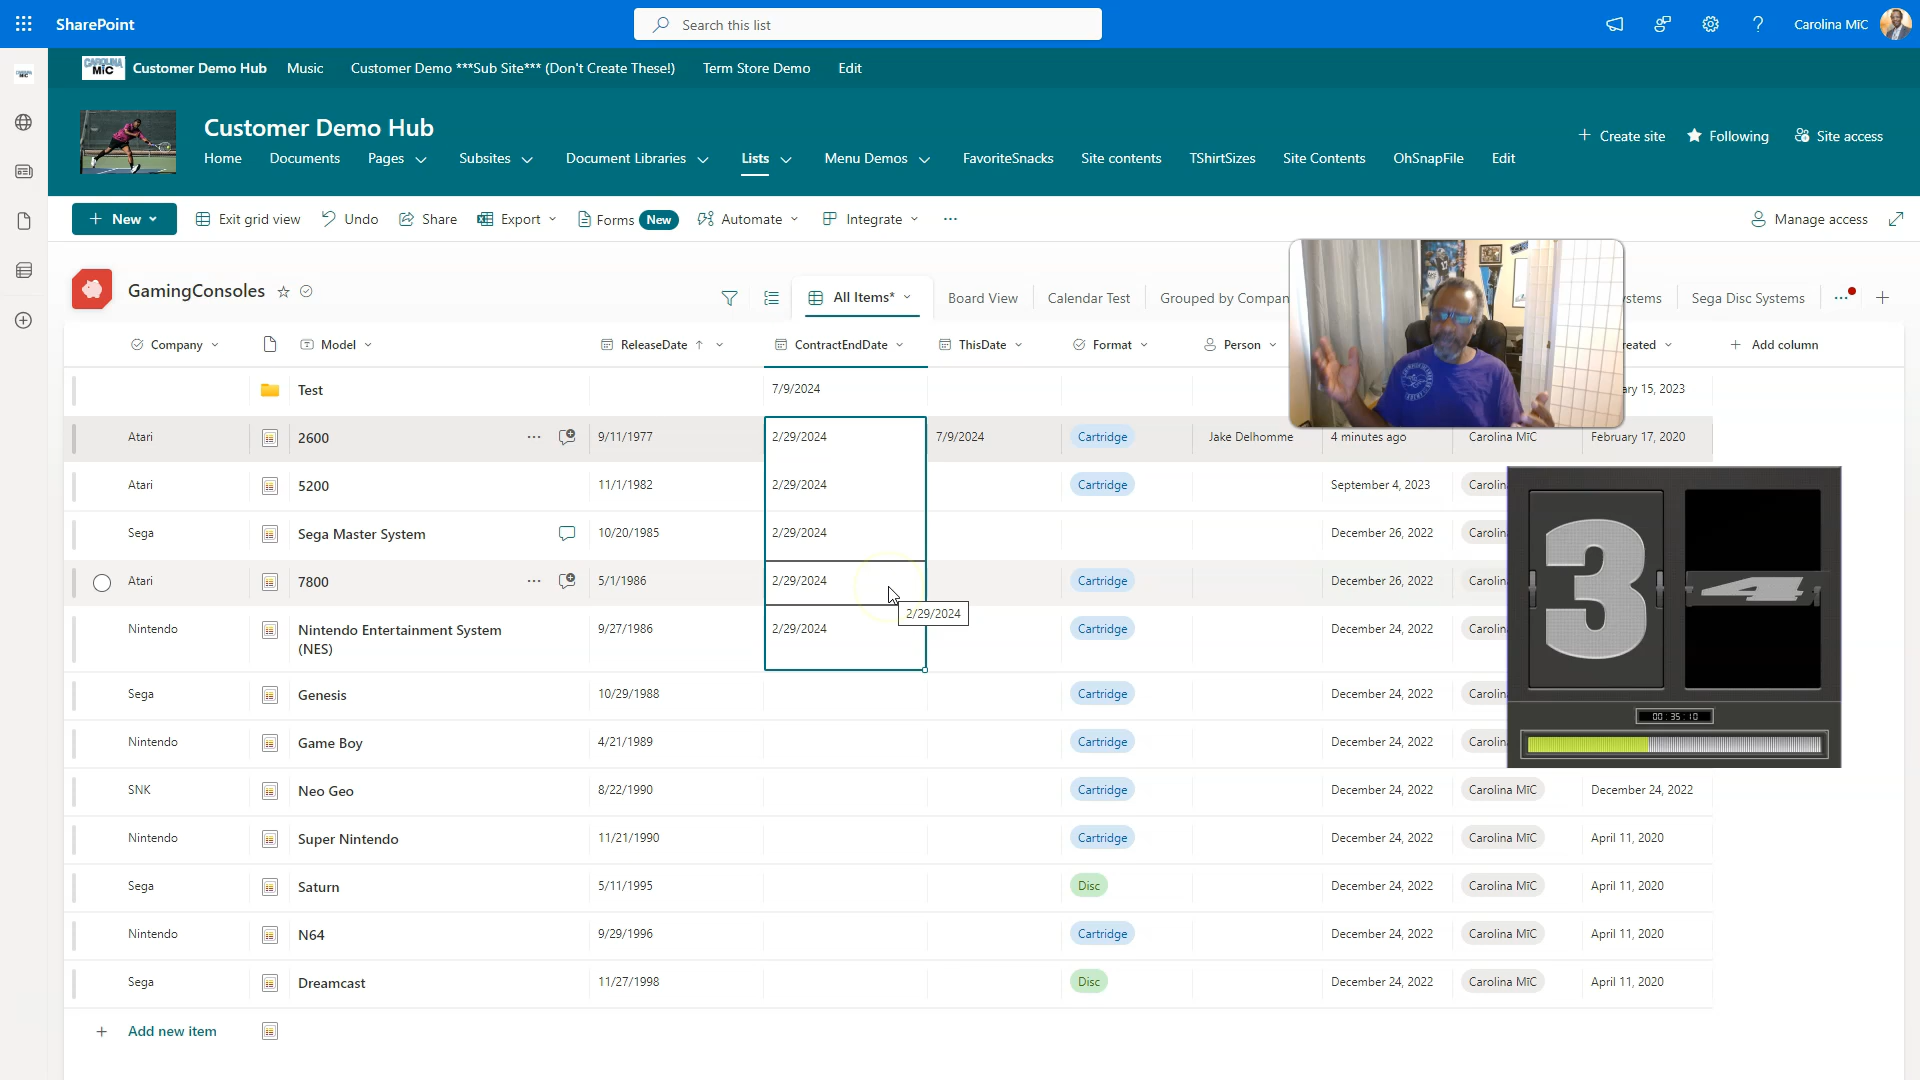 SharePoint
Search this list
Carolina MiC
CAROLINA
MiC
Customer Demo Hub Music Customer Demo ***Sub Site*** (Don't Create These!) Term Store Demo Edit
Customer Demo Hub
Home Documents Pages Subsites Document Libraries Lists Menu Demos FavoriteSnacks Site contents TShirtSizes Site Contents OhSnapFile Edit
Create site Following Site access
New Exit grid view Undo Share Export Forms New Automate Integrate ... Manage access
GamingConsoles
All Items* Board View Calendar Test Grouped by Compan stems Sega Disc Systems ...
Company Model ReleaseDate ContractEndDate ThisDate Format Person reated Add column
Test 7/9/2024 ary 15, 2023
Atari 2600 9/11/1977 2/29/2024 7/9/2024 Cartridge Jake Delhomme 4 minutes ago Carolina MiC February 17, 2020
Atari 5200 11/1/1982 2/29/2024 Cartridge September 4, 2023 Carolin
Sega Sega Master System 10/20/1985 2/29/2024 December 26, 2022 Carolin
Atari 7800 5/1/1986 2/29/2024 Cartridge December 26, 2022 Carolin
2/29/2024
Nintendo Nintendo Entertainment System 9/27/1986 2/29/2024 Cartridge December 24, 2022 Carolin
(NES)
Sega Genesis 10/29/1988 Cartridge December 24, 2022 Carolin
Nintendo Game Boy 4/21/1989 Cartridge December 24, 2022 Carolin
SNK Neo Geo 8/22/1990 Cartridge December 24, 2022 Carolina MiC December 24, 2022
Nintendo Super Nintendo 11/21/1990 Cartridge December 24, 2022 Carolina MiC April 11, 2020
Sega Saturn 5/11/1995 Disc December 24, 2022 Carolina MiC April 11, 2020
Nintendo N64 9/29/1996 Cartridge December 24, 2022 Carolina MiC April 11, 2020
Sega Dreamcast 11/27/1998 Disc December 24, 2022 Carolina MiC April 11, 2020
Add new item
3 4
00:35:10